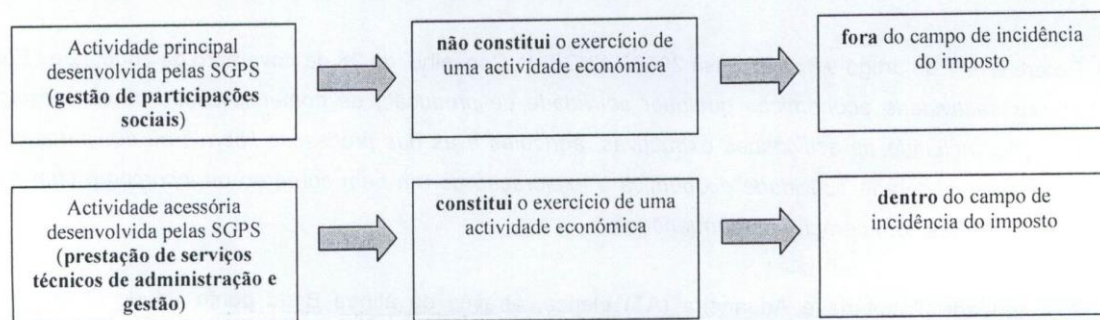 Actividade principal
desenvolvida pelas SGPS
(gestão de participações
sociais)
não constitui o exercício de
uma actividade económica
fora do campo de incidência
do imposto
Actividade acessória
desenvolvida pelas SGPS
(prestação de serviços
técnicos de administração e
gestão)
constitui o exercício de uma
actividade económica
dentro do campo de
incidência do imposto